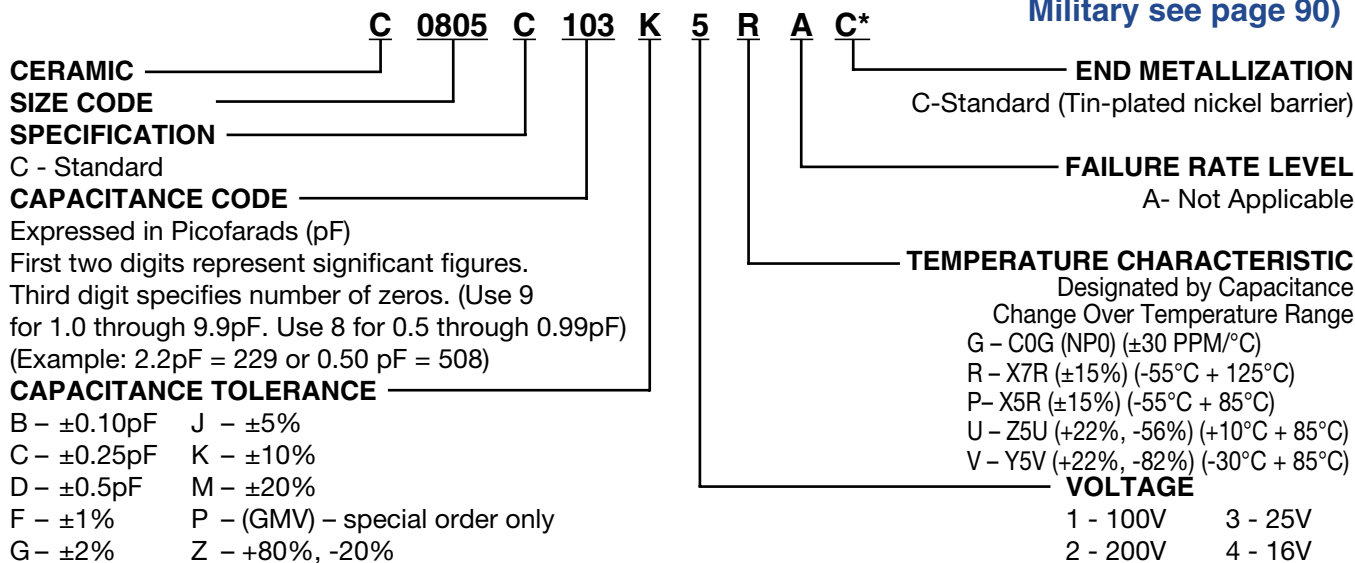 Military see page 90)
C 0805 C 103 K 5 R A C*
CERAMIC
SIZE CODE
SPECIFICATION
C - Standard
CAPACITANCE CODE
Expressed in Picofarads (pF)
First two digits represent significant figures.
Third digit specifies number of zeros. (Use 9
for 1.0 through 9.9pF. Use 8 for 0.5 through 0.99pF)
(Example: 2.2pF = 229 or 0.50 pF = 508)
CAPACITANCE TOLERANCE
B – ±0.10pF J – ±5%
C – ±0.25pF K – ±10%
D – ±0.5pF M – ±20%
F – ±1% P – (GMV) – special order only
G – ±2% Z – +80%, -20%
END METALLIZATION
C-Standard (Tin-plated nickel barrier)
FAILURE RATE LEVEL
A- Not Applicable
TEMPERATURE CHARACTERISTIC
Designated by Capacitance
Change Over Temperature Range
G – C0G (NP0) (±30 PPM/°C)
R – X7R (±15%) (-55°C + 125°C)
P– X5R (±15%) (-55°C + 85°C)
U – Z5U (+22%, -56%) (+10°C + 85°C)
V – Y5V (+22%, -82%) (-30°C + 85°C)
VOLTAGE
1 - 100V 3 - 25V
2 - 200V 4 - 16V